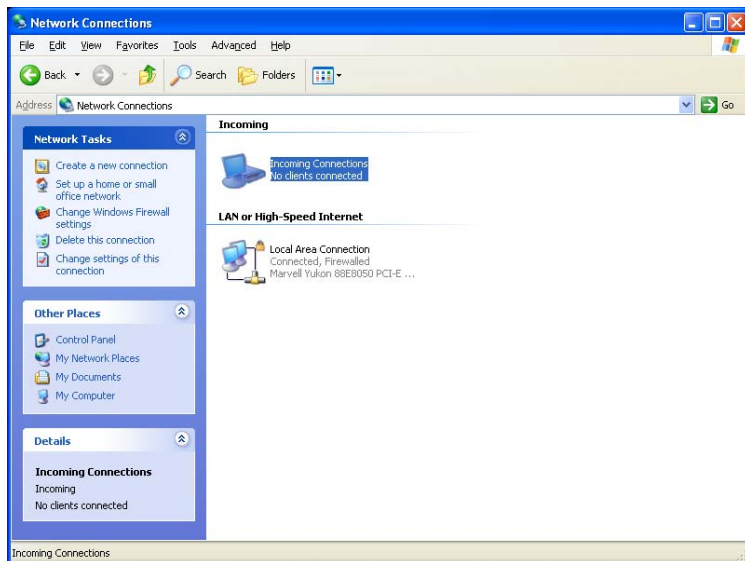 Network Connections
File Edit View Favorites Tools Advanced Help
Back Search Folders
Address Network Connections Go
Network Tasks
Create a new connection
Set up a home or small
office network
Change Windows Firewall
settings
Delete this connection
Change settings of this
connection
Other Places
Control Panel
My Network Places
My Documents
My Computer
Details
Incoming Connections
Incoming
No clients connected
Incoming
Incoming Connections
No clients connected
LAN or High-Speed Internet
Local Area Connection
Connected, Firewalled
Marvell Yukon 88E8050 PCI-E ...
Incoming Connections